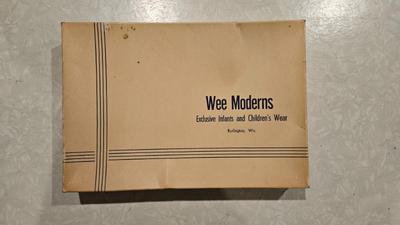 Wee Moderns
Exclusive Infants and Children's Wear
Burlington, Wis.